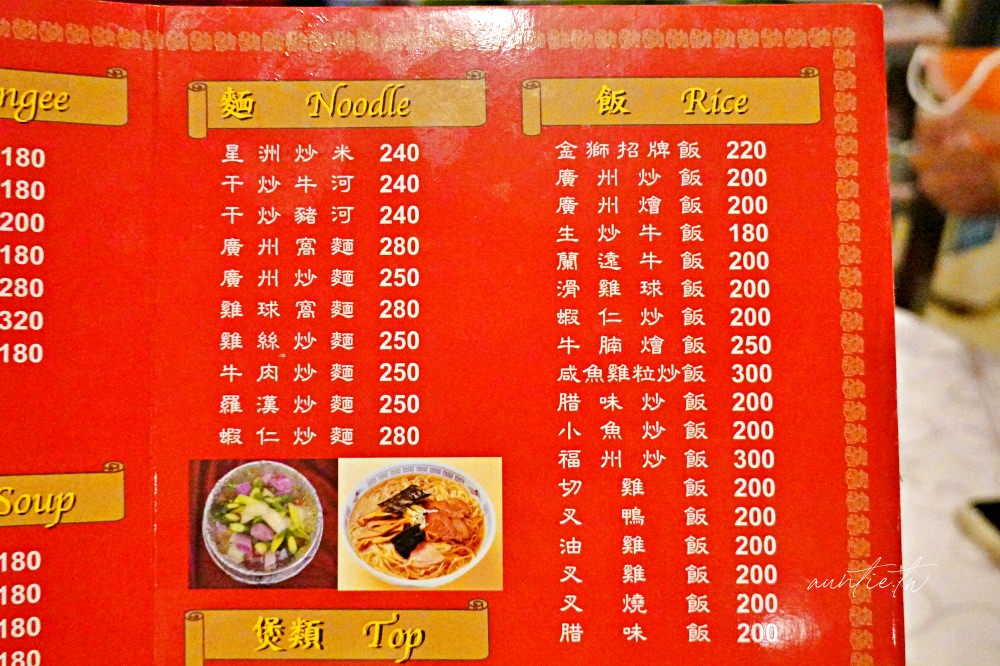 ngee
180
180
200
180
280
320
180
Soup
180
180
180
180
麵 Noodle
星洲炒米 240
干炒牛河 240
干炒豬河 240
廣州窩麵 280
廣州炒麵 250
雞球窩麵 280
雞絲炒麵 250
牛肉炒麵 250
羅漢炒麵 250
蝦仁炒麵 280
煲類 Top
飯 Rice
金獅招牌飯 220
廣州炒飯 200
廣州燴飯 200
生炒牛飯 180
蘭遠牛飯 200
滑雞球飯 200
蝦仁炒飯 200
牛腩燴飯 250
咸魚雞粒炒飯 300
腊味炒飯 200
小魚炒飯 200
福州炒飯 300
切雞飯 200
叉鴨飯 200
油雞飯 200
叉雞飯 200
叉燒飯 200
腊味飯 200
auntie.tw